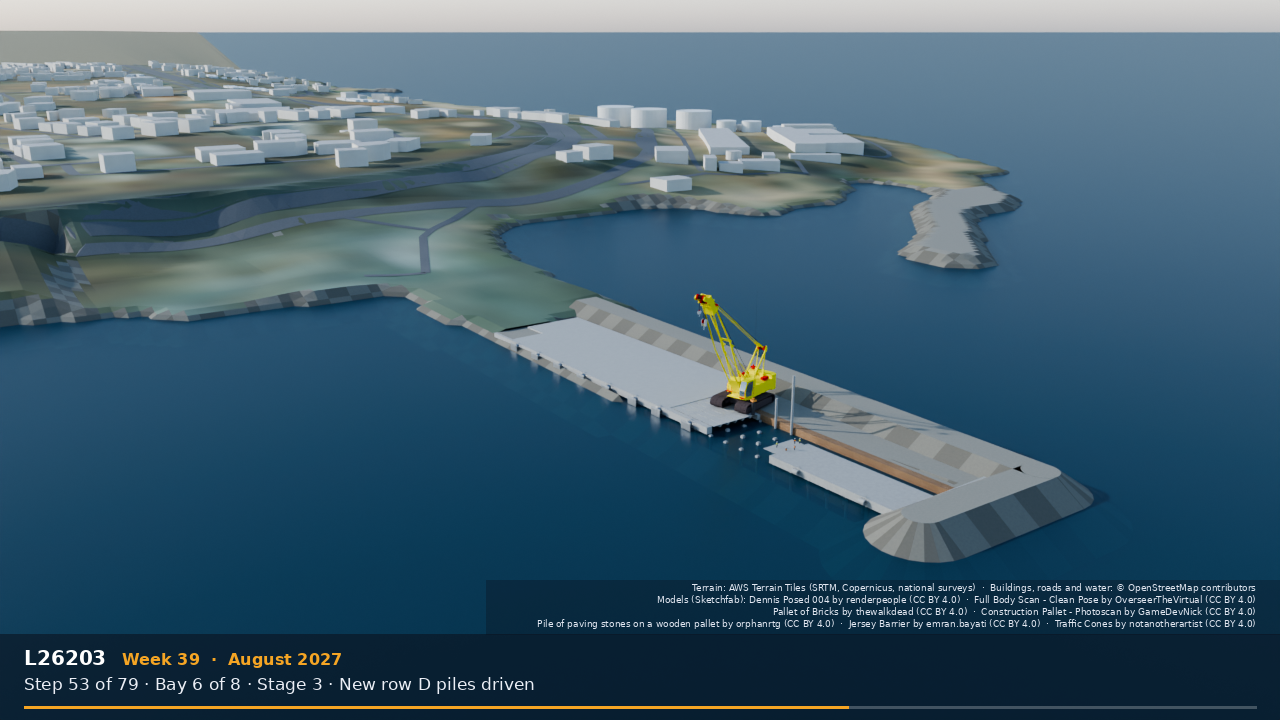 Terrain: AWS Terrain Tiles (SRTM, Copernicus, national surveys) · Buildings, roads and water: © OpenStreetMap contributors
Models (Sketchfab): Dennis Posed 004 by renderpeople (CC BY 4.0) · Full Body Scan - Clean Pose by OverseerTheVirtual (CC BY 4.0)
Pallet of Bricks by thewalkdead (CC BY 4.0) · Construction Pallet - Photoscan by GameDevNick (CC BY 4.0)
Pile of paving stones on a wooden pallet by orphanrtg (CC BY 4.0) · Jersey Barrier by emran.bayati (CC BY 4.0) · Traffic Cones by notanotherartist (CC BY 4.0)
L26203 Week 39 · August 2027
Step 53 of 79 · Bay 6 of 8 · Stage 3 · New row D piles driven